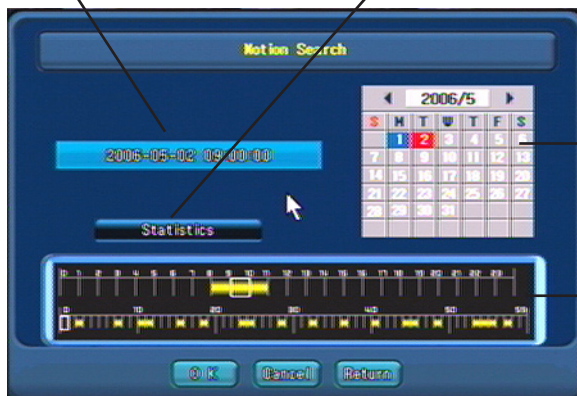 Motion Search
2006/5
S M T W T F S
1 2 3 4 5 6
7 8 9 10 11 12 13
14 15 16 17 18 19 20
21 22 23 24 25 26 27
28 29 30 31
2006-05-02 09:00:00
Statistics
0 1 2 3 4 5 6 7 8 9 10 11 12 13 14 15 16 17 18 19 20 21 22 23
0 10 20 30 40 50 59
OK Cancel Return